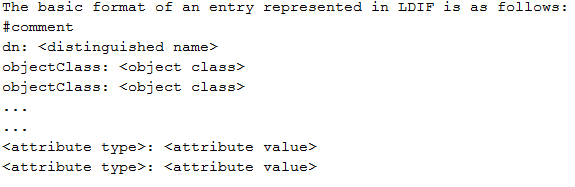 The basic format of an entry represented in LDIF is as follows:
#comment
dn: <distinguished name>
objectClass: <object class>
objectClass: <object class>
...
...
<attribute type>: <attribute value>
<attribute type>: <attribute value>